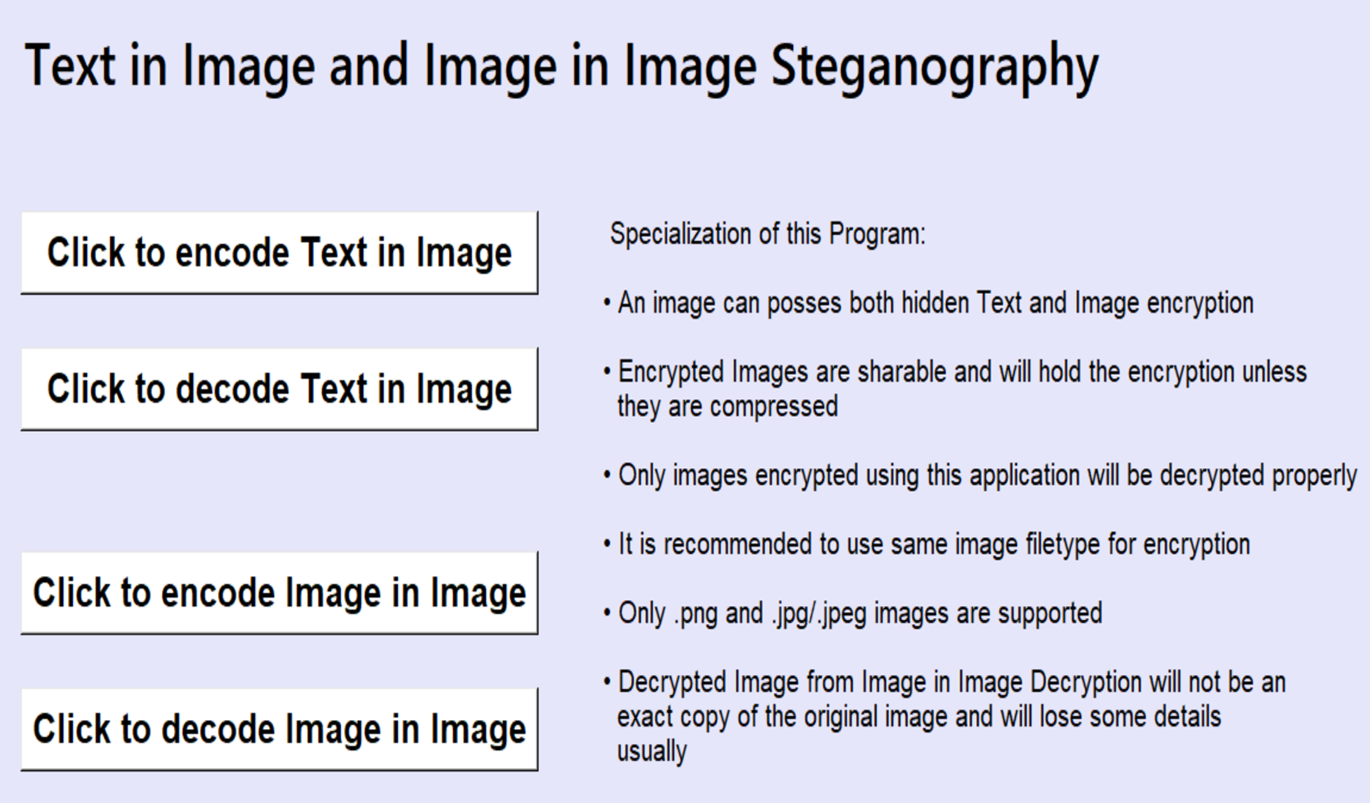 Text in Image and Image in Image Steganography
Click to encode Text in Image
Click to decode Text in Image
Click to encode Image in Image
Click to decode Image in Image
Specialization of this Program:
• An image can posses both hidden Text and Image encryption
• Encrypted Images are sharable and will hold the encryption unless
they are compressed
• Only images encrypted using this application will be decrypted properly
• It is recommended to use same image filetype for encryption
• Only .png and .jpg/.jpeg images are supported
• Decrypted Image from Image in Image Decryption will not be an
exact copy of the original image and will lose some details
usually